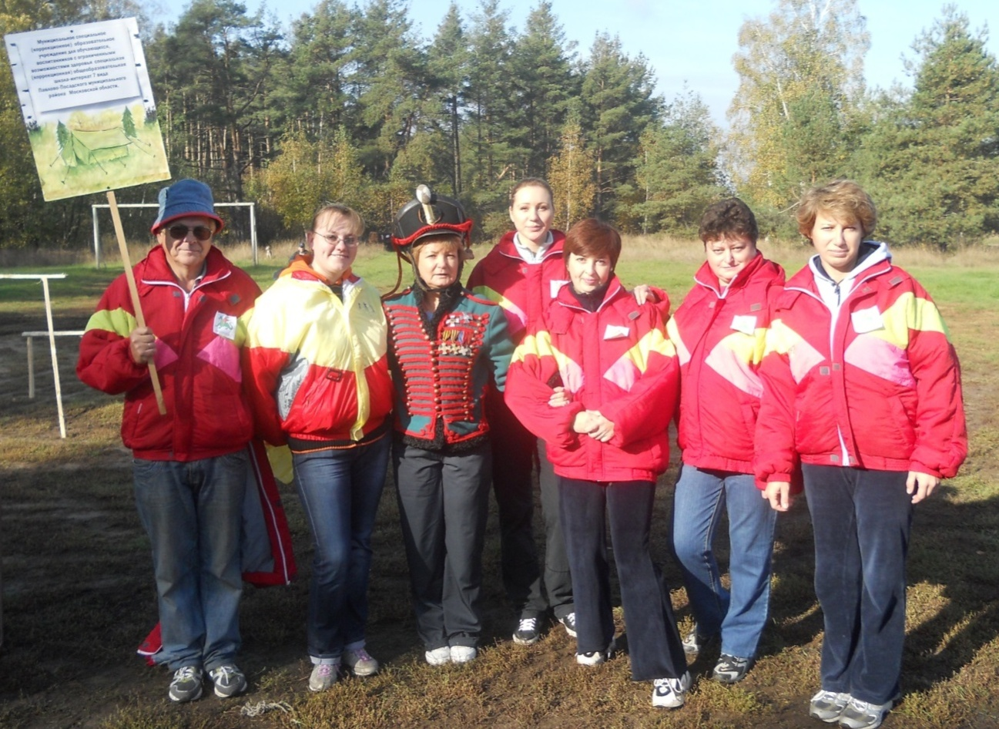 Муниципальное специальное
(коррекционное) образовательное
учреждение для обучающихся,
воспитанников с ограниченными
возможностями здоровья специальная
(коррекционная) общеобразовательная
школа-интернат 7 вида
Павлово-Посадского муниципального
района Московской области.